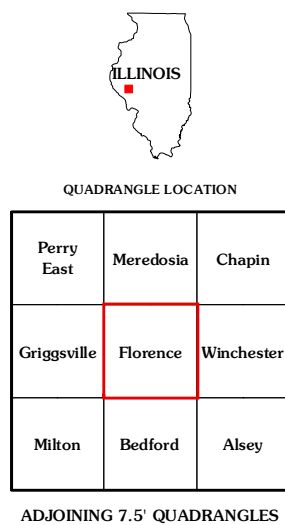 ILLINOIS
QUADRANGLE LOCATION
Perry
East
Meredosia
Chapin
Griggsville
Florence
Winchester
Milton
Bedford
Alsey
ADJOINING 7.5' QUADRANGLES